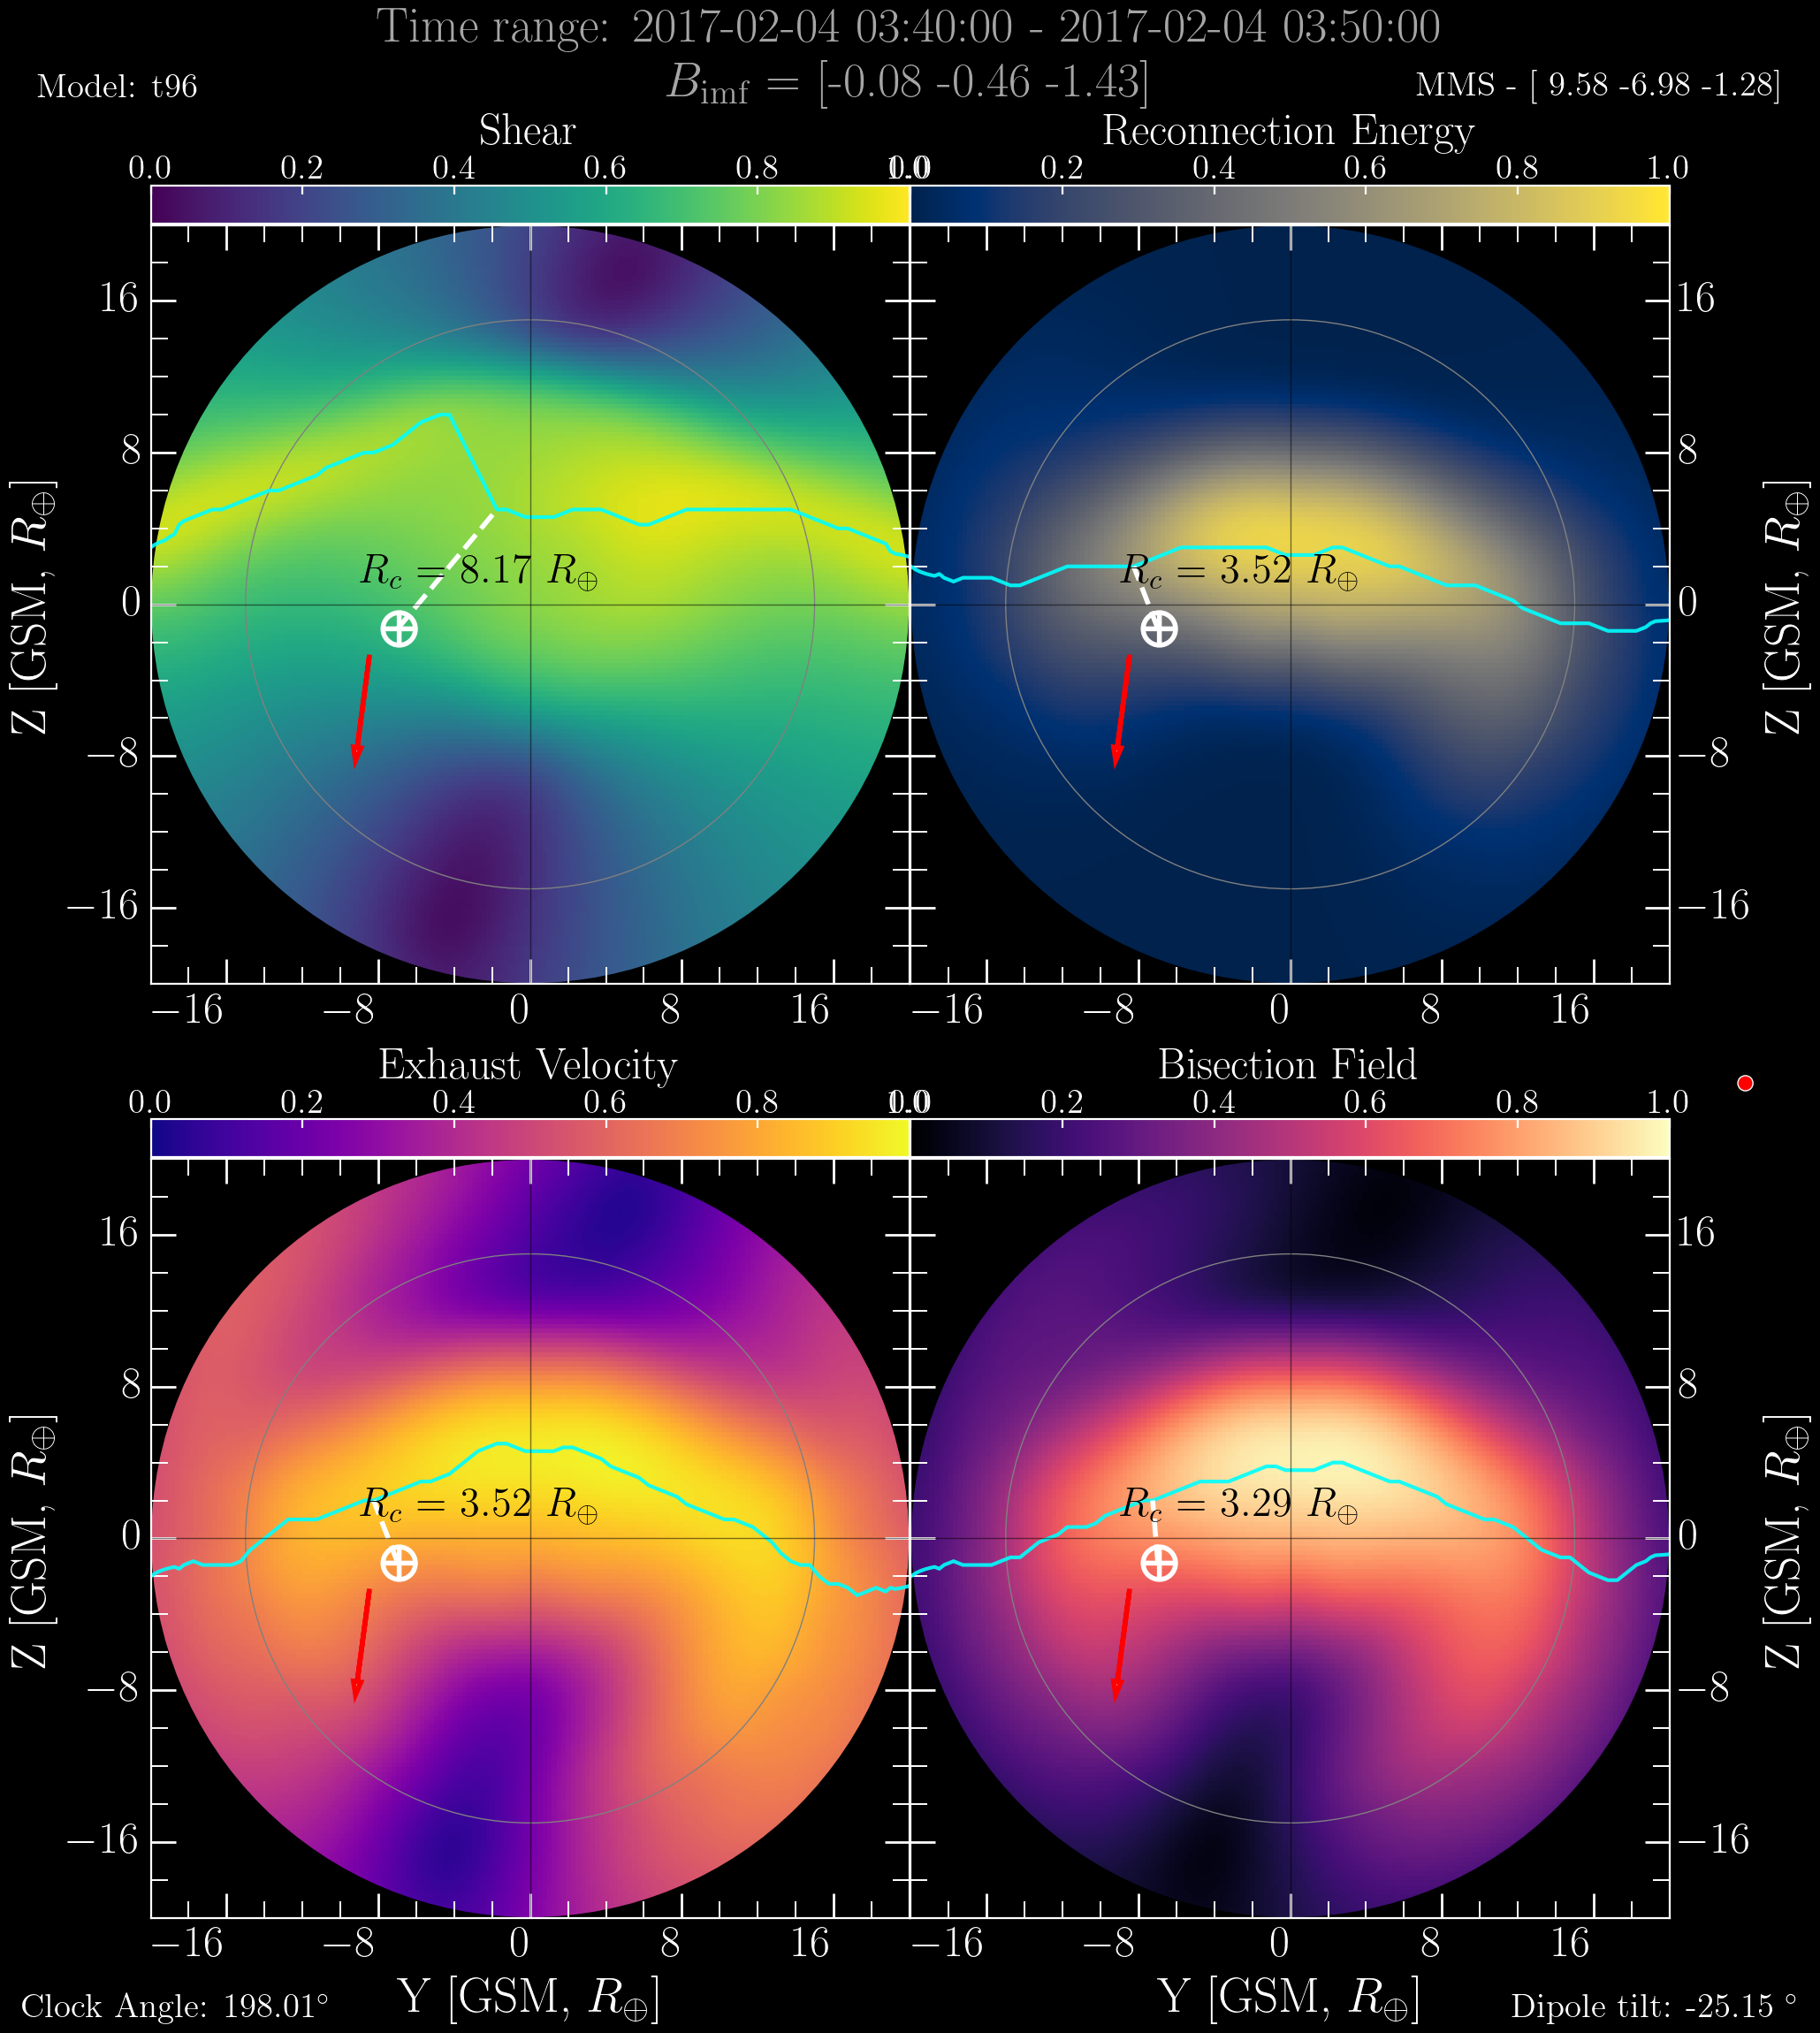 Time range: 2017-02-04 03:40:00 - 2017-02-04 03:50:00
Model: t96
B_imf = [-0.08 -0.46 -1.43]
MMS - [ 9.58 -6.98 -1.28]
Shear
Reconnection Energy
0.0 0.2 0.4 0.6 0.8 1.0
0.0 0.2 0.4 0.6 0.8 1.0
16
8
0
−8
−16
Z [GSM, R⊕]
R_c = 8.17 R⊕
R_c = 3.52 R⊕
16
8
0
−8
−16
Z [GSM, R⊕]
−16 −8 0 8 16
−16 −8 0 8 16
Exhaust Velocity
Bisection Field
0.0 0.2 0.4 0.6 0.8 1.0
0.0 0.2 0.4 0.6 0.8 1.0
16
8
0
−8
−16
Z [GSM, R⊕]
R_c = 3.52 R⊕
R_c = 3.29 R⊕
16
8
0
−8
−16
Z [GSM, R⊕]
−16 −8 0 8 16
−16 −8 0 8 16
Clock Angle: 198.01°
Y [GSM, R⊕]
Y [GSM, R⊕]
Dipole tilt: -25.15 °